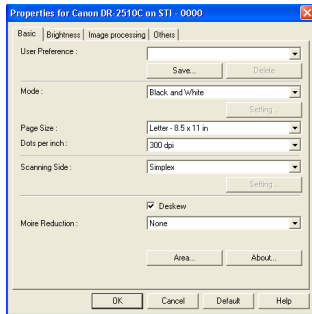 Properties for Canon DR-2510C on STI - 0000
Basic Brightness Image processing Others
User Preference :
Save... Delete
Mode : Black and White
Setting...
Page Size : Letter - 8.5 x 11 in
Dots per inch : 300 dpi
Scanning Side : Simplex
Setting...
Deskew
Moire Reduction : None
Area... About...
OK Cancel Default Help